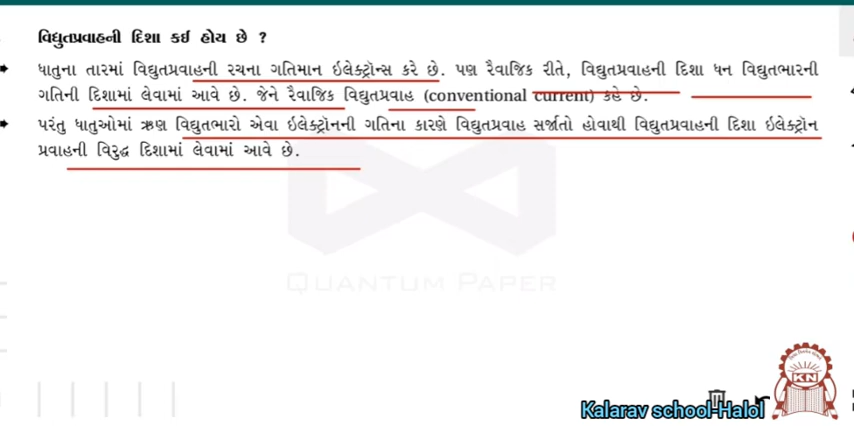 વિદ્યુતપ્રવાહની દિશા કઈ હોય છે ?
ધાતુના તારમાં વિદ્યુતપ્રવાહની રચના ગતિમાન ઇલેક્ટ્રૉન્સ કરે છે. પણ રૈવાજિક રીતે, વિદ્યુતપ્રવાહની દિશા ધન વિદ્યુતભારની
ગતિની દિશામાં લેવામાં આવે છે. જેને રૈવાજિક વિદ્યુતપ્રવાહ (conventional current) કહે છે.
પરંતુ ધાતુઓમાં ઋણ વિદ્યુતભારો એવા ઇલેક્ટ્રૉનની ગતિના કારણે વિદ્યુતપ્રવાહ સર્જાતો હોવાથી વિદ્યુતપ્રવાહની દિશા ઇલેક્ટ્રૉન
પ્રવાહની વિરુદ્ધ દિશામાં લેવામાં આવે છે.
QUANTUM PAPER
KN
Kalarav school-Halol